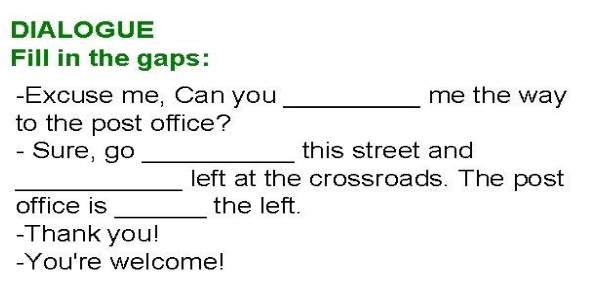 DIALOGUE
Fill in the gaps:
-Excuse me, Can you __________ me the way
to the post office?
- Sure, go ___________ this street and
____________ left at the crossroads. The post
office is _______ the left.
-Thank you!
-You're welcome!